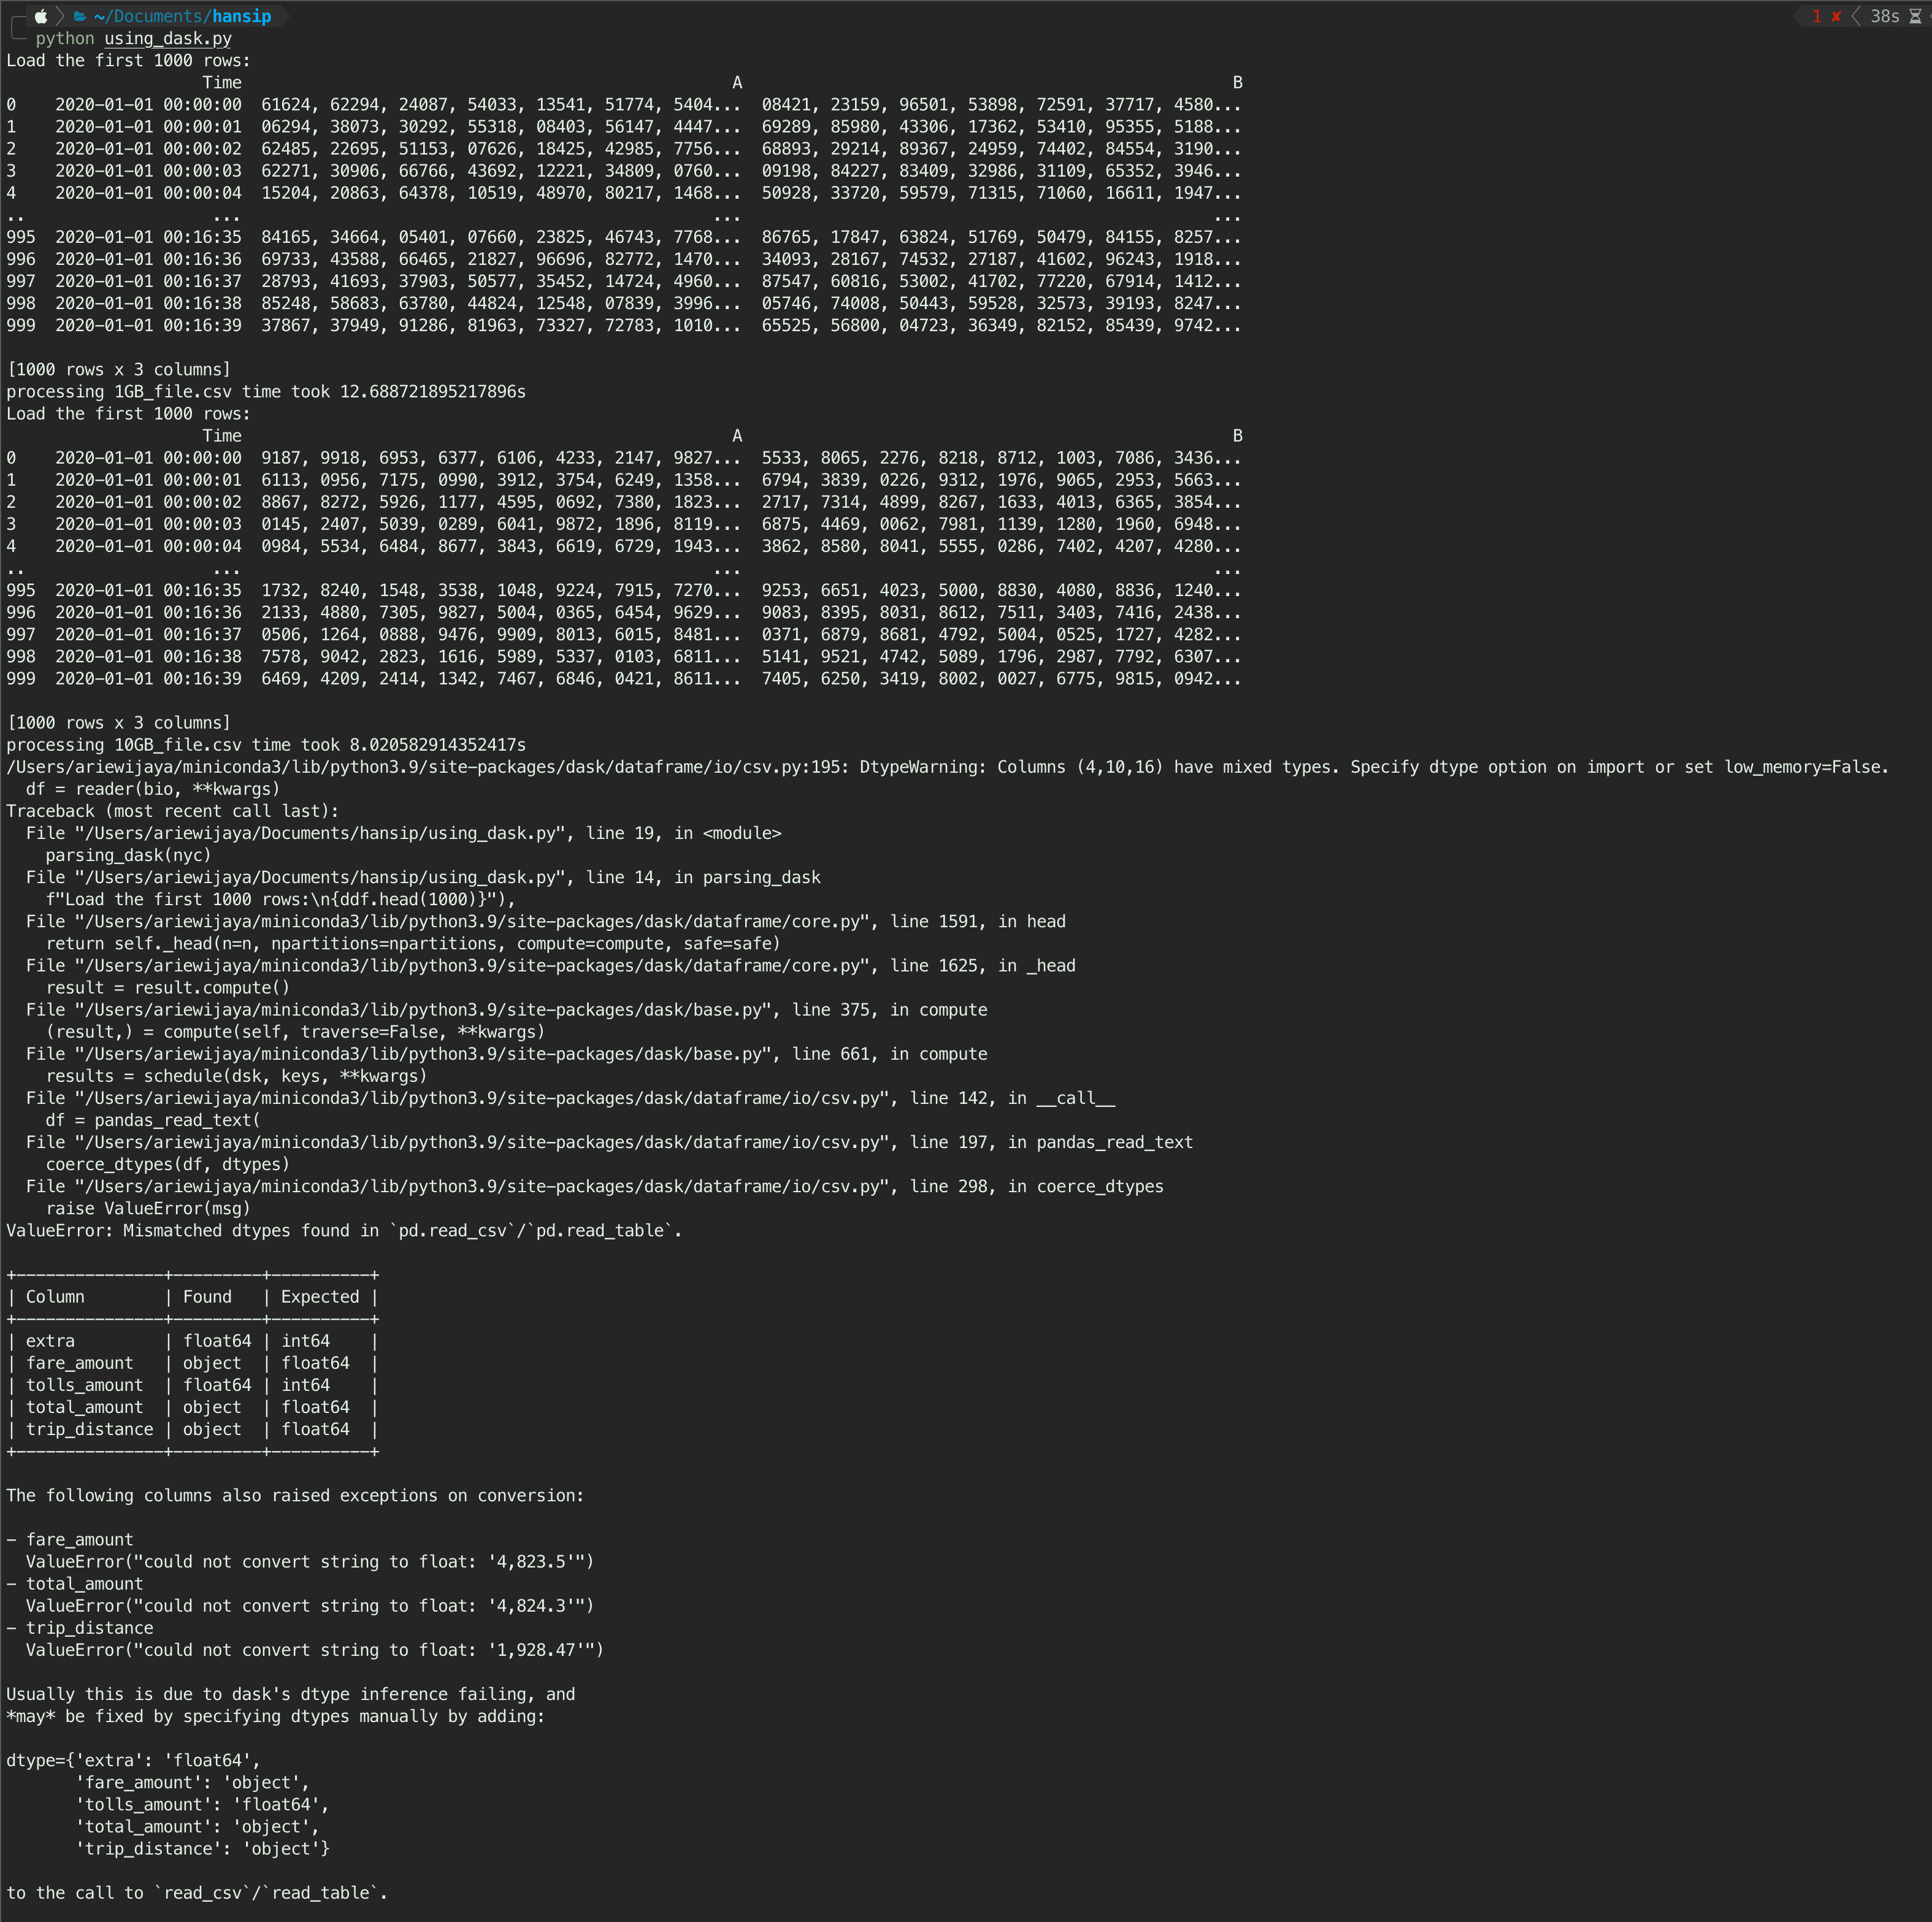 ~/Documents/hansip 1 ✘ 38s
python using_dask.py
Load the first 1000 rows:
Time A B
0 2020-01-01 00:00:00 61624, 62294, 24087, 54033, 13541, 51774, 5404... 08421, 23159, 96501, 53898, 72591, 37717, 4580...
1 2020-01-01 00:00:01 06294, 38073, 30292, 55318, 08403, 56147, 4447... 69289, 85980, 43306, 17362, 53410, 95355, 5188...
2 2020-01-01 00:00:02 62485, 22695, 51153, 07626, 18425, 42985, 7756... 68893, 29214, 89367, 24959, 74402, 84554, 3190...
3 2020-01-01 00:00:03 62271, 30906, 66766, 43692, 12221, 34809, 0760... 09198, 84227, 83409, 32986, 31109, 65352, 3946...
4 2020-01-01 00:00:04 15204, 20863, 64378, 10519, 48970, 80217, 1468... 50928, 33720, 59579, 71315, 71060, 16611, 1947...
.. ... ... ...
995 2020-01-01 00:16:35 84165, 34664, 05401, 07660, 23825, 46743, 7768... 86765, 17847, 63824, 51769, 50479, 84155, 8257...
996 2020-01-01 00:16:36 69733, 43588, 66465, 21827, 96696, 82772, 1470... 34093, 28167, 74532, 27187, 41602, 96243, 1918...
997 2020-01-01 00:16:37 28793, 41693, 37903, 50577, 35452, 14724, 4960... 87547, 60816, 53002, 41702, 77220, 67914, 1412...
998 2020-01-01 00:16:38 85248, 58683, 63780, 44824, 12548, 07839, 3996... 05746, 74008, 50443, 59528, 32573, 39193, 8247...
999 2020-01-01 00:16:39 37867, 37949, 91286, 81963, 73327, 72783, 1010... 65525, 56800, 04723, 36349, 82152, 85439, 9742...
[1000 rows x 3 columns]
processing 1GB_file.csv time took 12.688721895217896s
Load the first 1000 rows:
Time A B
0 2020-01-01 00:00:00 9187, 9918, 6953, 6377, 6106, 4233, 2147, 9827... 5533, 8065, 2276, 8218, 8712, 1003, 7086, 3436...
1 2020-01-01 00:00:01 6113, 0956, 7175, 0990, 3912, 3754, 6249, 1358... 6794, 3839, 0226, 9312, 1976, 9065, 2953, 5663...
2 2020-01-01 00:00:02 8867, 8272, 5926, 1177, 4595, 0692, 7380, 1823... 2717, 7314, 4899, 8267, 1633, 4013, 6365, 3854...
3 2020-01-01 00:00:03 0145, 2407, 5039, 0289, 6041, 9872, 1896, 8119... 6875, 4469, 0062, 7981, 1139, 1280, 1960, 6948...
4 2020-01-01 00:00:04 0984, 5534, 6484, 8677, 3843, 6619, 6729, 1943... 3862, 8580, 8041, 5555, 0286, 7402, 4207, 4280...
.. ... ... ...
995 2020-01-01 00:16:35 1732, 8240, 1548, 3538, 1048, 9224, 7915, 7270... 9253, 6651, 4023, 5000, 8830, 4080, 8836, 1240...
996 2020-01-01 00:16:36 2133, 4880, 7305, 9827, 5004, 0365, 6454, 9629... 9083, 8395, 8031, 8612, 7511, 3403, 7416, 2438...
997 2020-01-01 00:16:37 0506, 1264, 0888, 9476, 9909, 8013, 6015, 8481... 0371, 6879, 8681, 4792, 5004, 0525, 1727, 4282...
998 2020-01-01 00:16:38 7578, 9042, 2823, 1616, 5989, 5337, 0103, 6811... 5141, 9521, 4742, 5089, 1796, 2987, 7792, 6307...
999 2020-01-01 00:16:39 6469, 4209, 2414, 1342, 7467, 6846, 0421, 8611... 7405, 6250, 3419, 8002, 0027, 6775, 9815, 0942...
[1000 rows x 3 columns]
processing 10GB_file.csv time took 8.020582914352417s
/Users/ariewijaya/miniconda3/lib/python3.9/site-packages/dask/dataframe/io/csv.py:195: DtypeWarning: Columns (4,10,16) have mixed types. Specify dtype option on import or set low_memory=False.
df = reader(bio, **kwargs)
Traceback (most recent call last):
File "/Users/ariewijaya/Documents/hansip/using_dask.py", line 19, in <module>
parsing_dask(nyc)
File "/Users/ariewijaya/Documents/hansip/using_dask.py", line 14, in parsing_dask
f"Load the first 1000 rows:\n{ddf.head(1000)}"),
File "/Users/ariewijaya/miniconda3/lib/python3.9/site-packages/dask/dataframe/core.py", line 1591, in head
return self._head(n=n, npartitions=npartitions, compute=compute, safe=safe)
File "/Users/ariewijaya/miniconda3/lib/python3.9/site-packages/dask/dataframe/core.py", line 1625, in _head
result = result.compute()
File "/Users/ariewijaya/miniconda3/lib/python3.9/site-packages/dask/base.py", line 375, in compute
(result,) = compute(self, traverse=False, **kwargs)
File "/Users/ariewijaya/miniconda3/lib/python3.9/site-packages/dask/base.py", line 661, in compute
results = schedule(dsk, keys, **kwargs)
File "/Users/ariewijaya/miniconda3/lib/python3.9/site-packages/dask/dataframe/io/csv.py", line 142, in __call__
df = pandas_read_text(
File "/Users/ariewijaya/miniconda3/lib/python3.9/site-packages/dask/dataframe/io/csv.py", line 197, in pandas_read_text
coerce_dtypes(df, dtypes)
File "/Users/ariewijaya/miniconda3/lib/python3.9/site-packages/dask/dataframe/io/csv.py", line 298, in coerce_dtypes
raise ValueError(msg)
ValueError: Mismatched dtypes found in `pd.read_csv`/`pd.read_table`.
+---------------+---------+----------+
| Column | Found | Expected |
+---------------+---------+----------+
| extra | float64 | int64 |
| fare_amount | object | float64 |
| tolls_amount | float64 | int64 |
| total_amount | object | float64 |
| trip_distance | object | float64 |
+---------------+---------+----------+
The following columns also raised exceptions on conversion:
- fare_amount
ValueError("could not convert string to float: '4,823.5'")
- total_amount
ValueError("could not convert string to float: '4,824.3'")
- trip_distance
ValueError("could not convert string to float: '1,928.47'")
Usually this is due to dask's dtype inference failing, and
*may* be fixed by specifying dtypes manually by adding:
dtype={'extra': 'float64',
'fare_amount': 'object',
'tolls_amount': 'float64',
'total_amount': 'object',
'trip_distance': 'object'}
to the call to `read_csv`/`read_table`.